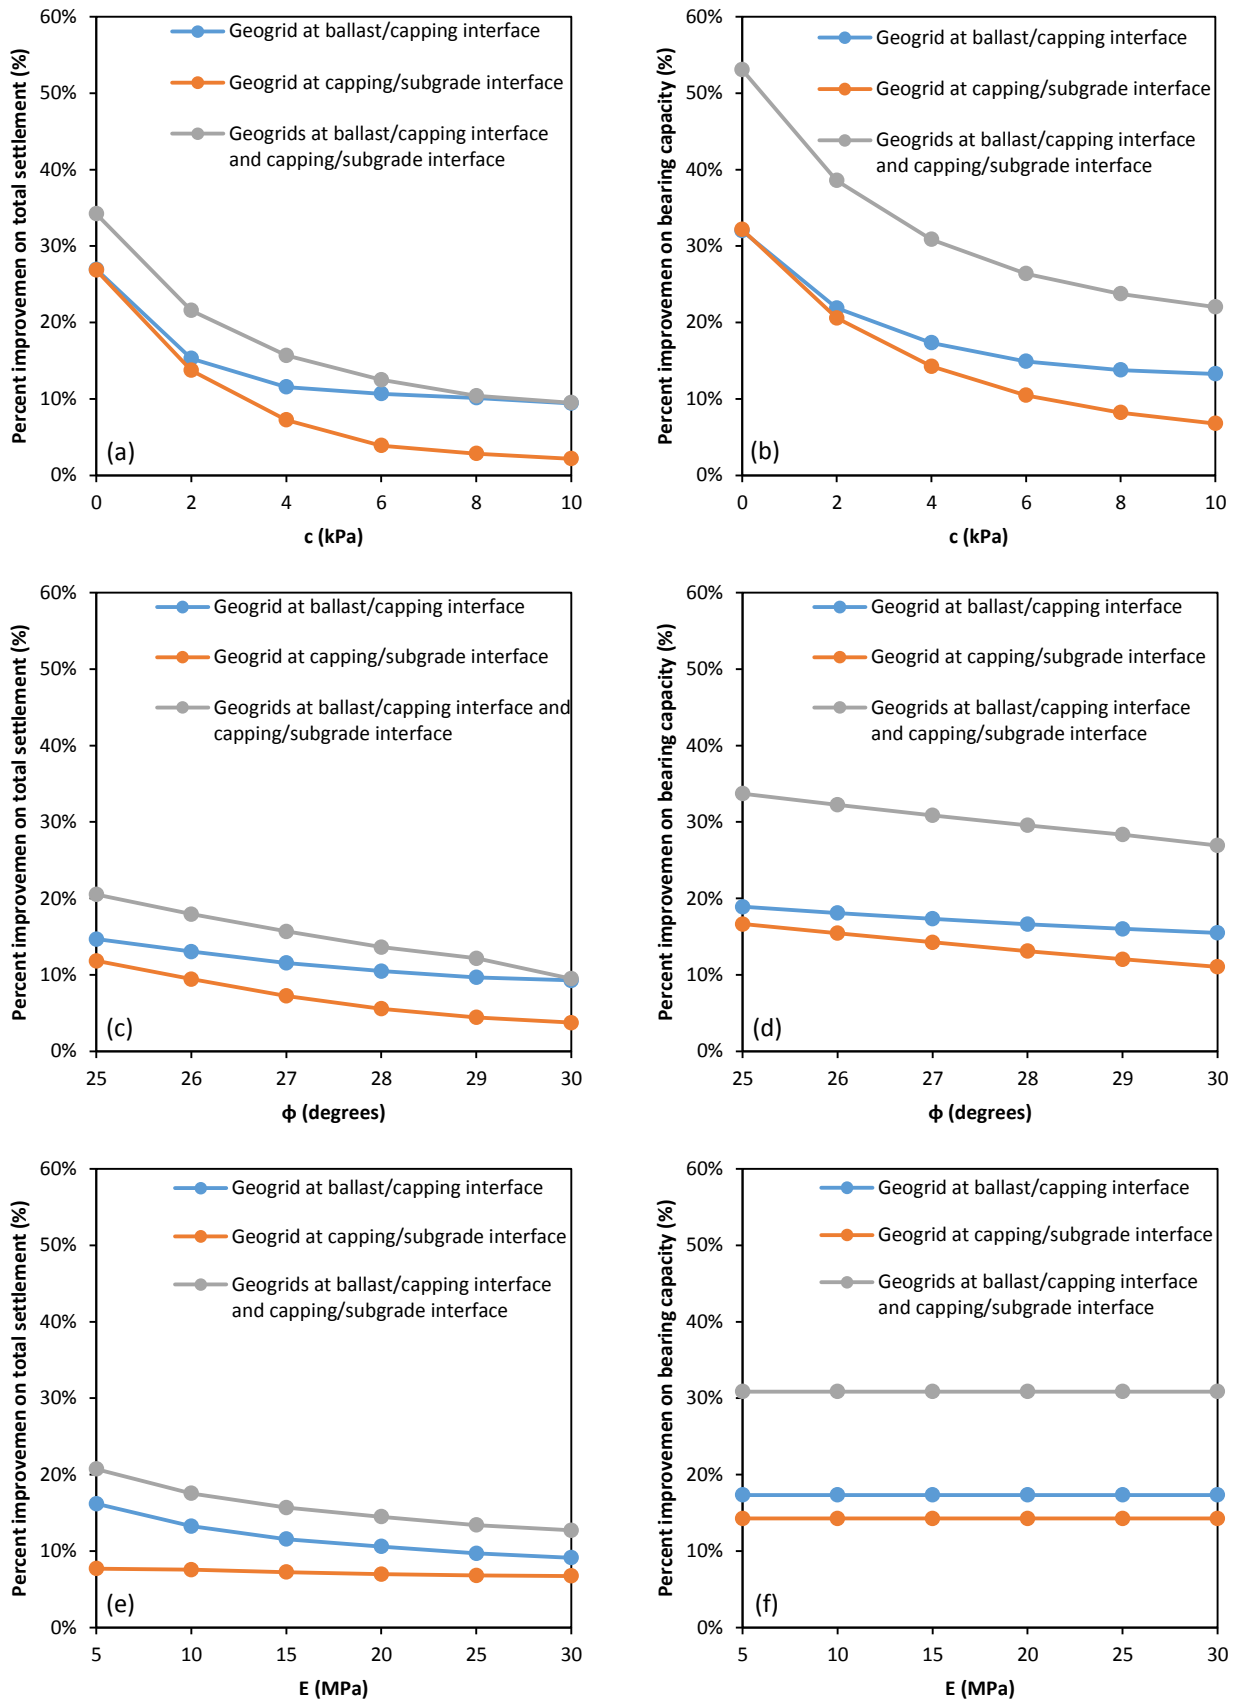 Percent improvemen on total settlement (%)
60%
50%
40%
30%
20%
10%
0%
Geogrid at ballast/capping interface
Geogrid at capping/subgrade interface
Geogrids at ballast/capping interface
and capping/subgrade interface
(a)
0 2 4 6 8 10
c (kPa)
Percent improvemen on bearing capacity (%)
60%
50%
40%
30%
20%
10%
0%
Geogrid at ballast/capping interface
Geogrid at capping/subgrade interface
Geogrids at ballast/capping interface
and capping/subgrade interface
(b)
0 2 4 6 8 10
c (kPa)
Percent improvemen on total settlement (%)
60%
50%
40%
30%
20%
10%
0%
Geogrid at ballast/capping interface
Geogrid at capping/subgrade interface
Geogrids at ballast/capping interface and
capping/subgrade interface
(c)
25 26 27 28 29 30
ϕ (degrees)
Percent improvemen on bearing capacity (%)
60%
50%
40%
30%
20%
10%
0%
Geogrid at ballast/capping interface
Geogrid at capping/subgrade interface
Geogrids at ballast/capping interface
and capping/subgrade interface
(d)
25 26 27 28 29 30
ϕ (degrees)
Percent improvemen on total settlement (%)
60%
50%
40%
30%
20%
10%
0%
Geogrid at ballast/capping interface
Geogrid at capping/subgrade interface
Geogrids at ballast/capping interface
and capping/subgrade interface
(e)
5 10 15 20 25 30
E (MPa)
Percent improvemen on bearing capacity (%)
60%
50%
40%
30%
20%
10%
0%
Geogrid at ballast/capping interface
Geogrid at capping/subgrade interface
Geogrids at ballast/capping interface
and capping/subgrade interface
(f)
5 10 15 20 25 30
E (MPa)